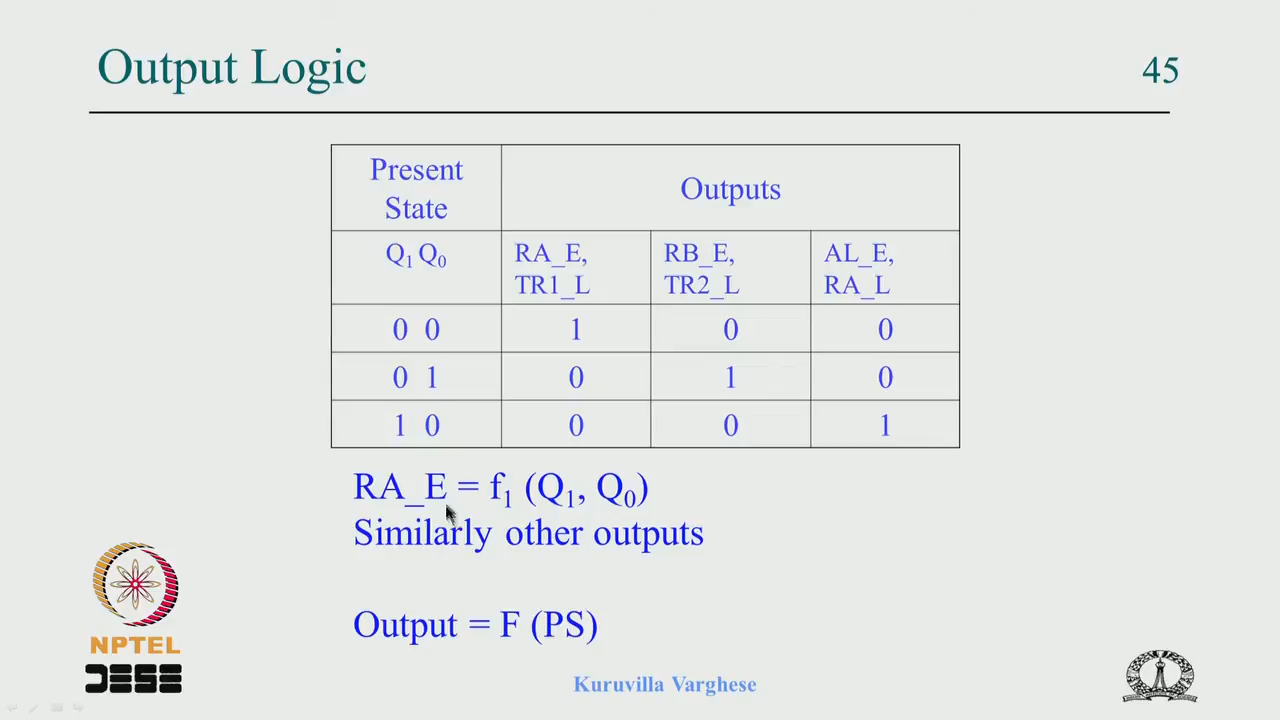 Output Logic 45
Present State Outputs
Q1 Q0 RA_E, TR1_L RB_E, TR2_L AL_E, RA_L
0 0 1 0 0
0 1 0 1 0
1 0 0 0 1
RA_E = f1 (Q1, Q0)
Similarly other outputs
Output = F (PS)
NPTEL
DESE
Kuruvilla Varghese